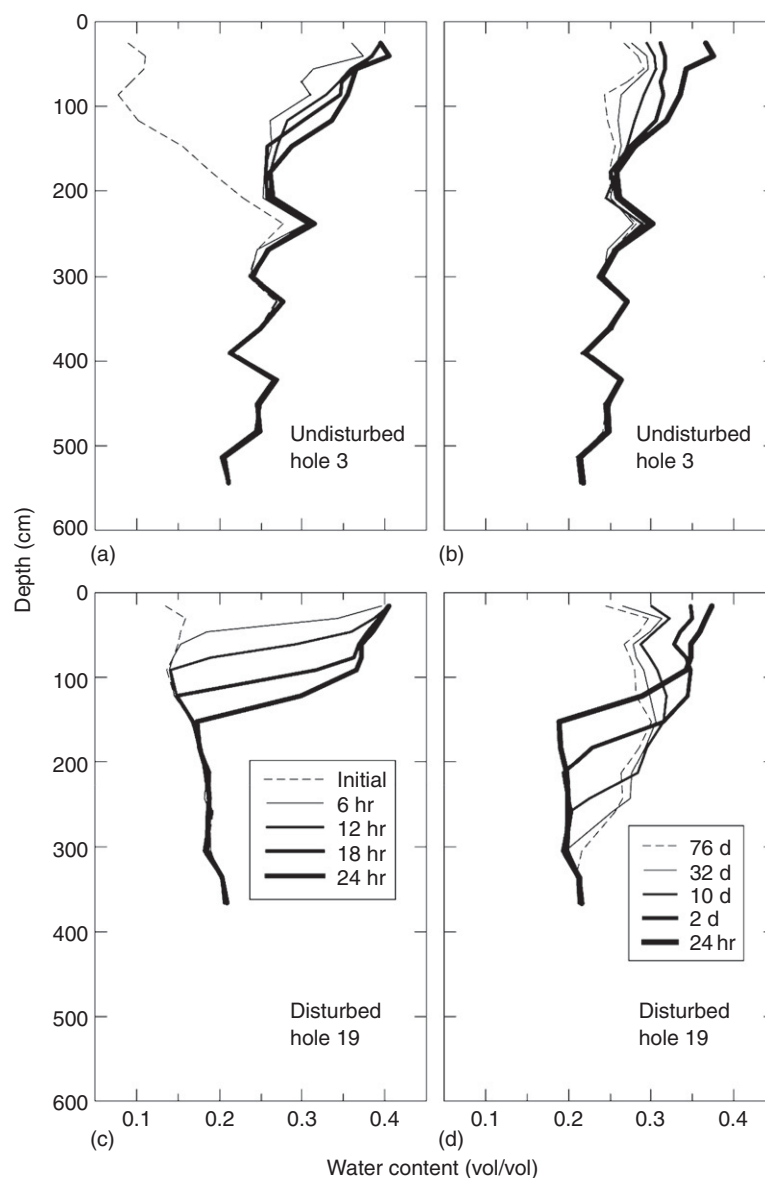 0
100
200
300
400
500
600
Undisturbed
hole 3
(a)
Undisturbed
hole 3
(b)
Depth (cm)
0
100
200
300
400
500
600
Initial
6 hr
12 hr
18 hr
24 hr
Disturbed
hole 19
(c)
0.1
0.2
0.3
0.4
76 d
32 d
10 d
2 d
24 hr
Disturbed
hole 19
(d)
0.1
0.2
0.3
0.4
Water content (vol/vol)